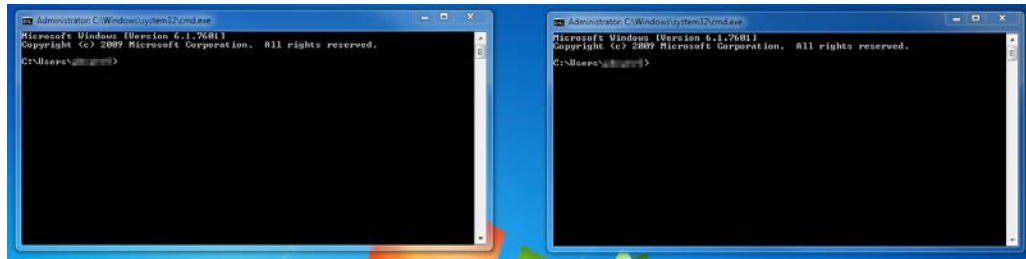 Administrator: C:\Windows\system32\cmd.exe
Microsoft Windows [Version 6.1.7601]
Copyright (c) 2009 Microsoft Corporation.  All rights reserved.
C:\Users\>
Administrator: C:\Windows\system32\cmd.exe
Microsoft Windows [Version 6.1.7601]
Copyright (c) 2009 Microsoft Corporation.  All rights reserved.
C:\Users\>